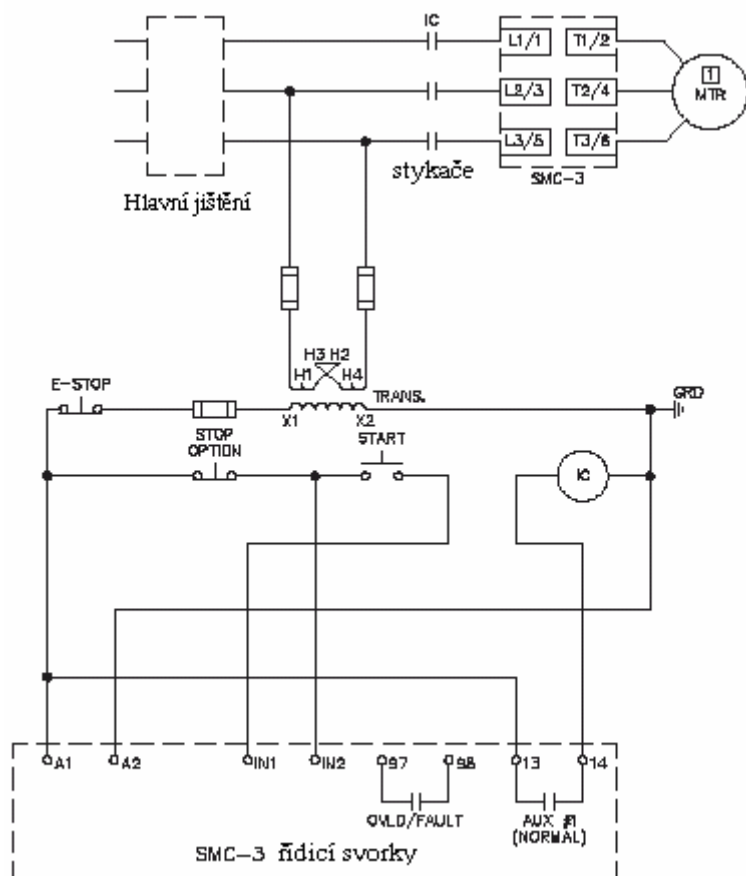 IC
L1/1 T1/2
1
L2/3 T2/4 MTR
L3/5 T3/6
stykače
SMC-3
Hlavní jištění
H3 H2
H1 H4
E-STOP
TRANS.
GRD
X1 X2
STOP
OPTION
START
IC
A1 A2 IN1 IN2 97 98 13 14
OVLD/FAULT
AUX #1
(NORMAL)
SMC-3 řídicí svorky